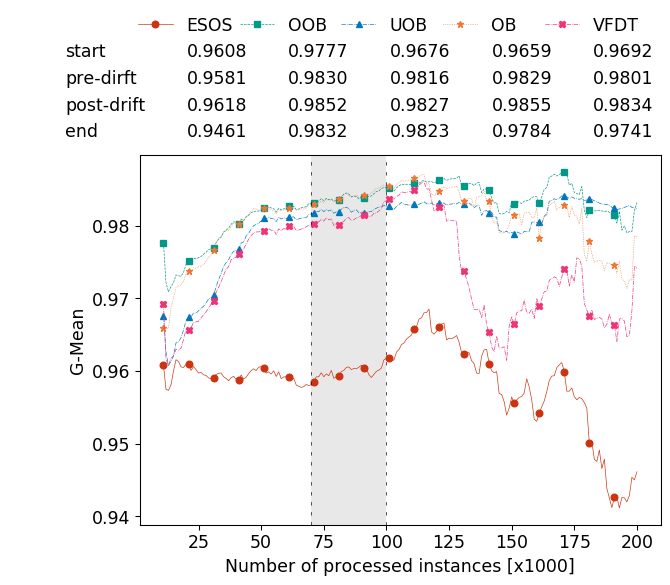 ESOS OOB UOB OB VFDT
start 0.9608 0.9777 0.9676 0.9659 0.9692
pre-dirft 0.9581 0.9830 0.9816 0.9829 0.9801
post-drift 0.9618 0.9852 0.9827 0.9855 0.9834
end 0.9461 0.9832 0.9823 0.9784 0.9741
G-Mean
0.98
0.97
0.96
0.95
0.94
25 50 75 100 125 150 175 200
Number of processed instances [x1000]